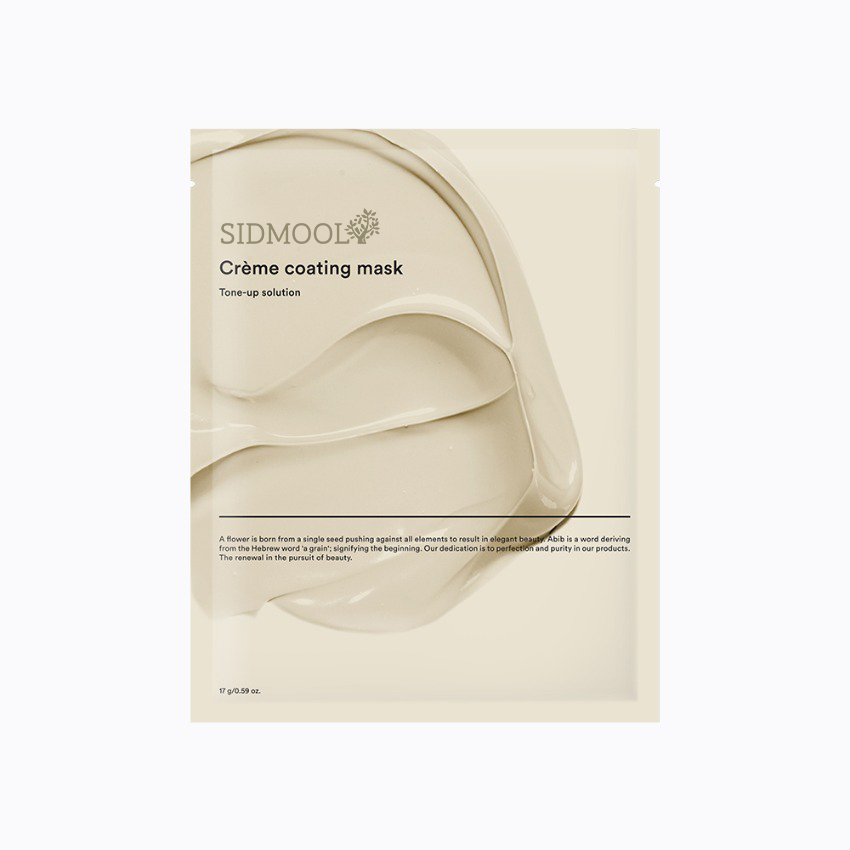 SIDMOOL
Crème coating mask
Tone-up solution
A flower is born from a single seed pushing against all elements to result in elegant beauty. Abib is a word deriving
from the Hebrew word 'a grain'; signifying the beginning. Our dedication is to perfection and purity in our products.
The renewal in the pursuit of beauty.
17 g/0.59 oz.